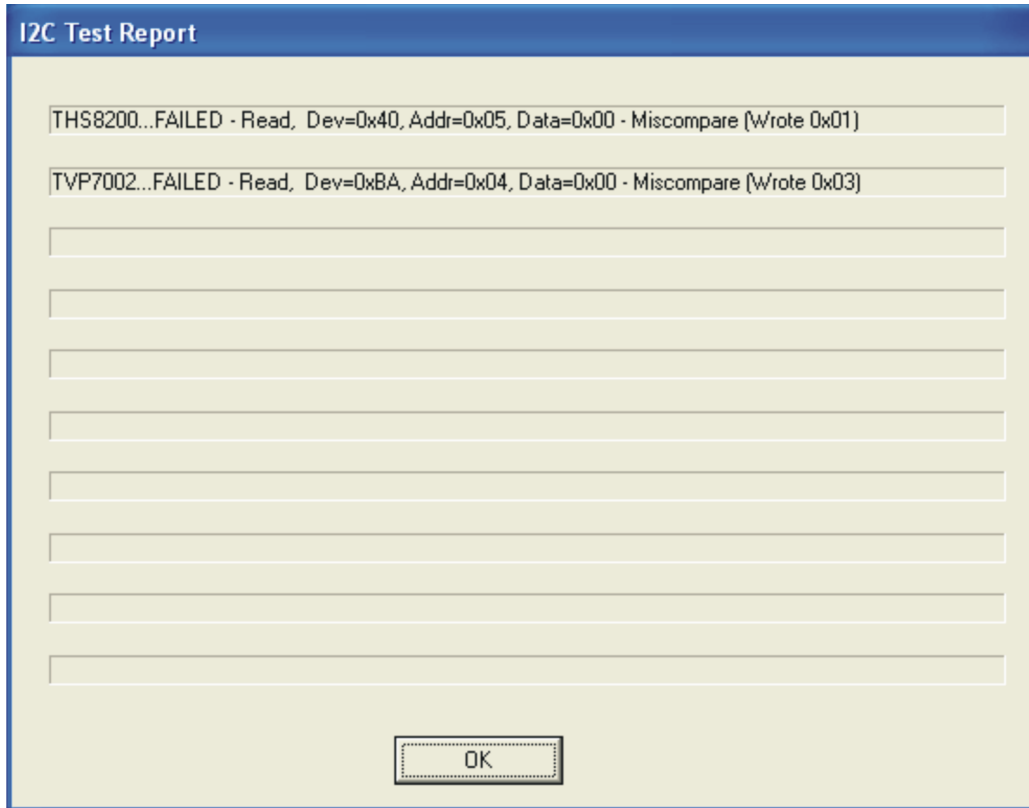 I2C Test Report
THS8200...FAILED - Read,  Dev=0x40, Addr=0x05, Data=0x00 - Miscompare (Wrote 0x01)
TVP7002...FAILED - Read,  Dev=0xBA, Addr=0x04, Data=0x00 - Miscompare (Wrote 0x03)
OK